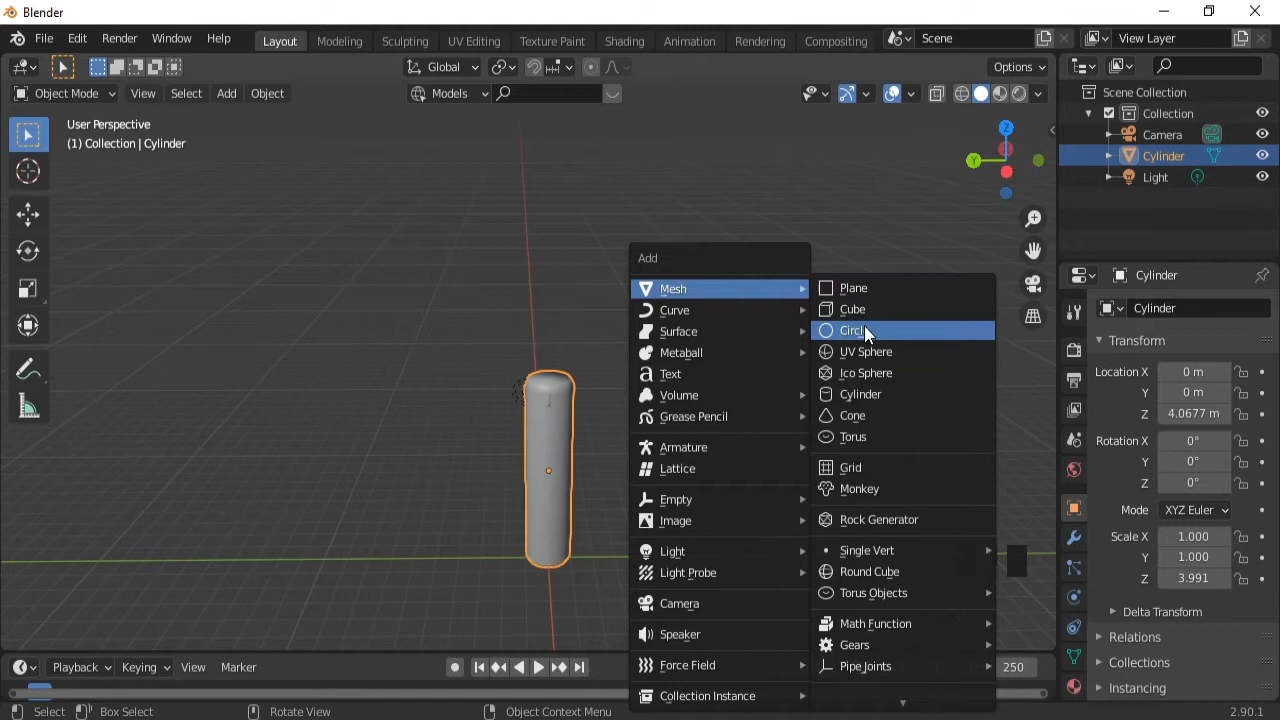 Blender
File Edit Render Window Help
Layout Modeling Sculpting UV Editing Texture Paint Shading Animation Rendering Compositing Scene View Layer
Global Options
Object Mode View Select Add Object Models
User Perspective
(1) Collection | Cylinder
Z
Y
Scene Collection
Collection
Camera
Cylinder
Light
Add
Mesh
Curve
Surface
Metaball
Text
Volume
Grease Pencil
Armature
Lattice
Empty
Image
Light
Light Probe
Camera
Speaker
Force Field
Collection Instance
Plane
Cube
UV Sphere
Ico Sphere
Cylinder
Cone
Torus
Grid
Monkey
Rock Generator
Single Vert
Round Cube
Torus Objects
Math Function
Gears
Pipe Joints
Cylinder
Cylinder
Transform
Location X 0 m
Y 0 m
Z 4.0677 m
Rotation X 0°
Y 0°
Z 0°
Mode XYZ Euler
Scale X 1.000
Y 1.000
Z 3.991
Delta Transform
Relations
Collections
Instancing
Playback Keying View Marker 250
Select Box Select Rotate View Object Context Menu 2.90.1